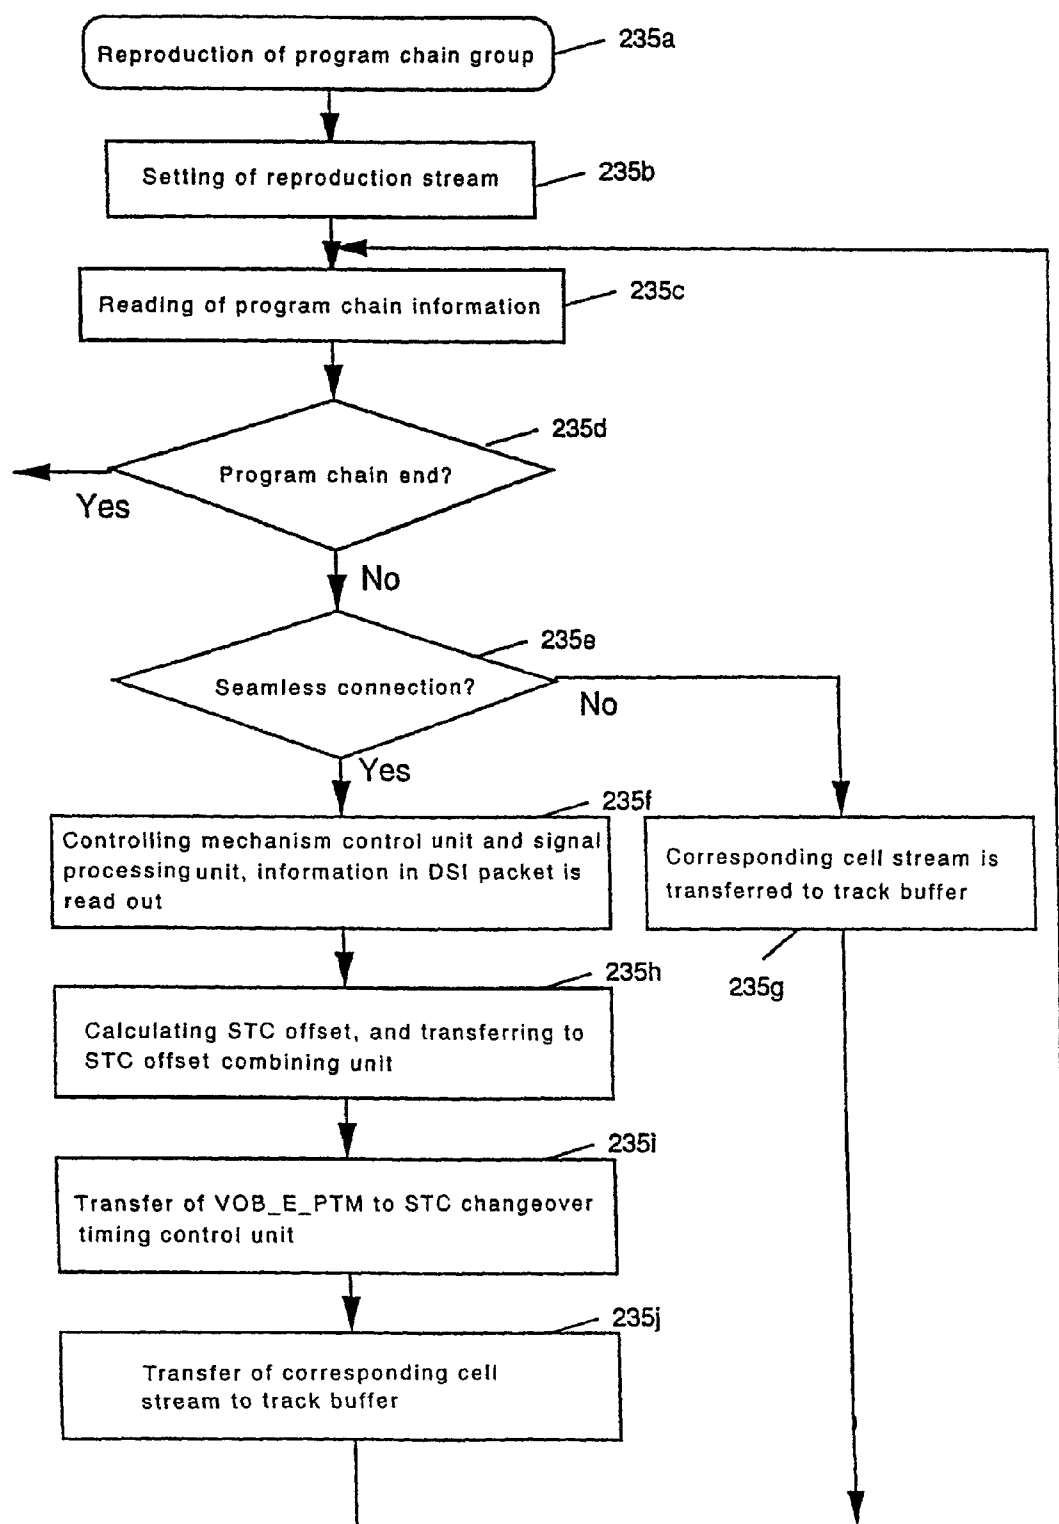 Reproduction of program chain group
235a
Setting of reproduction stream
235b
Reading of program chain information
235c
235d
Program chain end?
Yes
No
235e
Seamless connection?
No
Yes
235f
Controlling mechanism control unit and signal
processing unit, information in DSI packet is
read out
Corresponding cell stream is
transferred to track buffer
235g
235h
Calculating STC offset, and transferring to
STC offset combining unit
235i
Transfer of VOB_E_PTM to STC changeover
timing control unit
235j
Transfer of corresponding cell
stream to track buffer